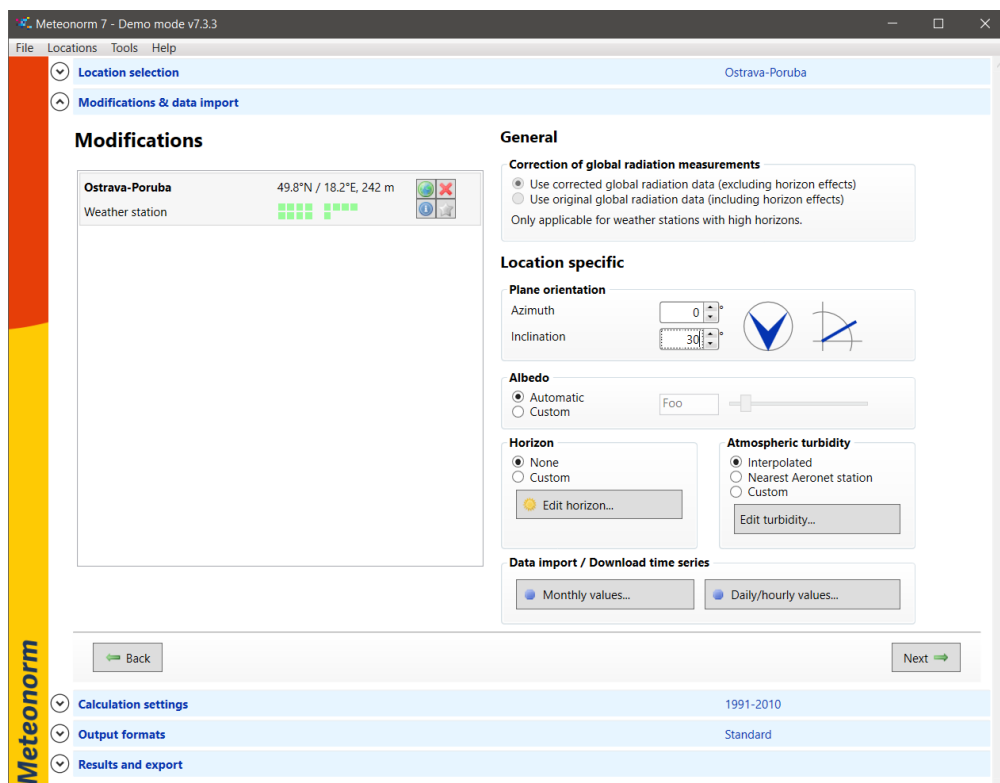 Meteonorm 7 - Demo mode v7.3.3
File Locations Tools Help
Location selection Ostrava-Poruba
Modifications & data import
Modifications
Ostrava-Poruba 49.8°N / 18.2°E, 242 m
Weather station
General
Correction of global radiation measurements
Use corrected global radiation data (excluding horizon effects)
Use original global radiation data (including horizon effects)
Only applicable for weather stations with high horizons.
Location specific
Plane orientation
Azimuth 0 °
Inclination 30 °
Albedo
Automatic
Custom
Foo
Horizon
None
Custom
Edit horizon...
Atmospheric turbidity
Interpolated
Nearest Aeronet station
Custom
Edit turbidity...
Data import / Download time series
Monthly values... Daily/hourly values...
Back Next
Calculation settings 1991-2010
Output formats Standard
Results and export
Meteonorm